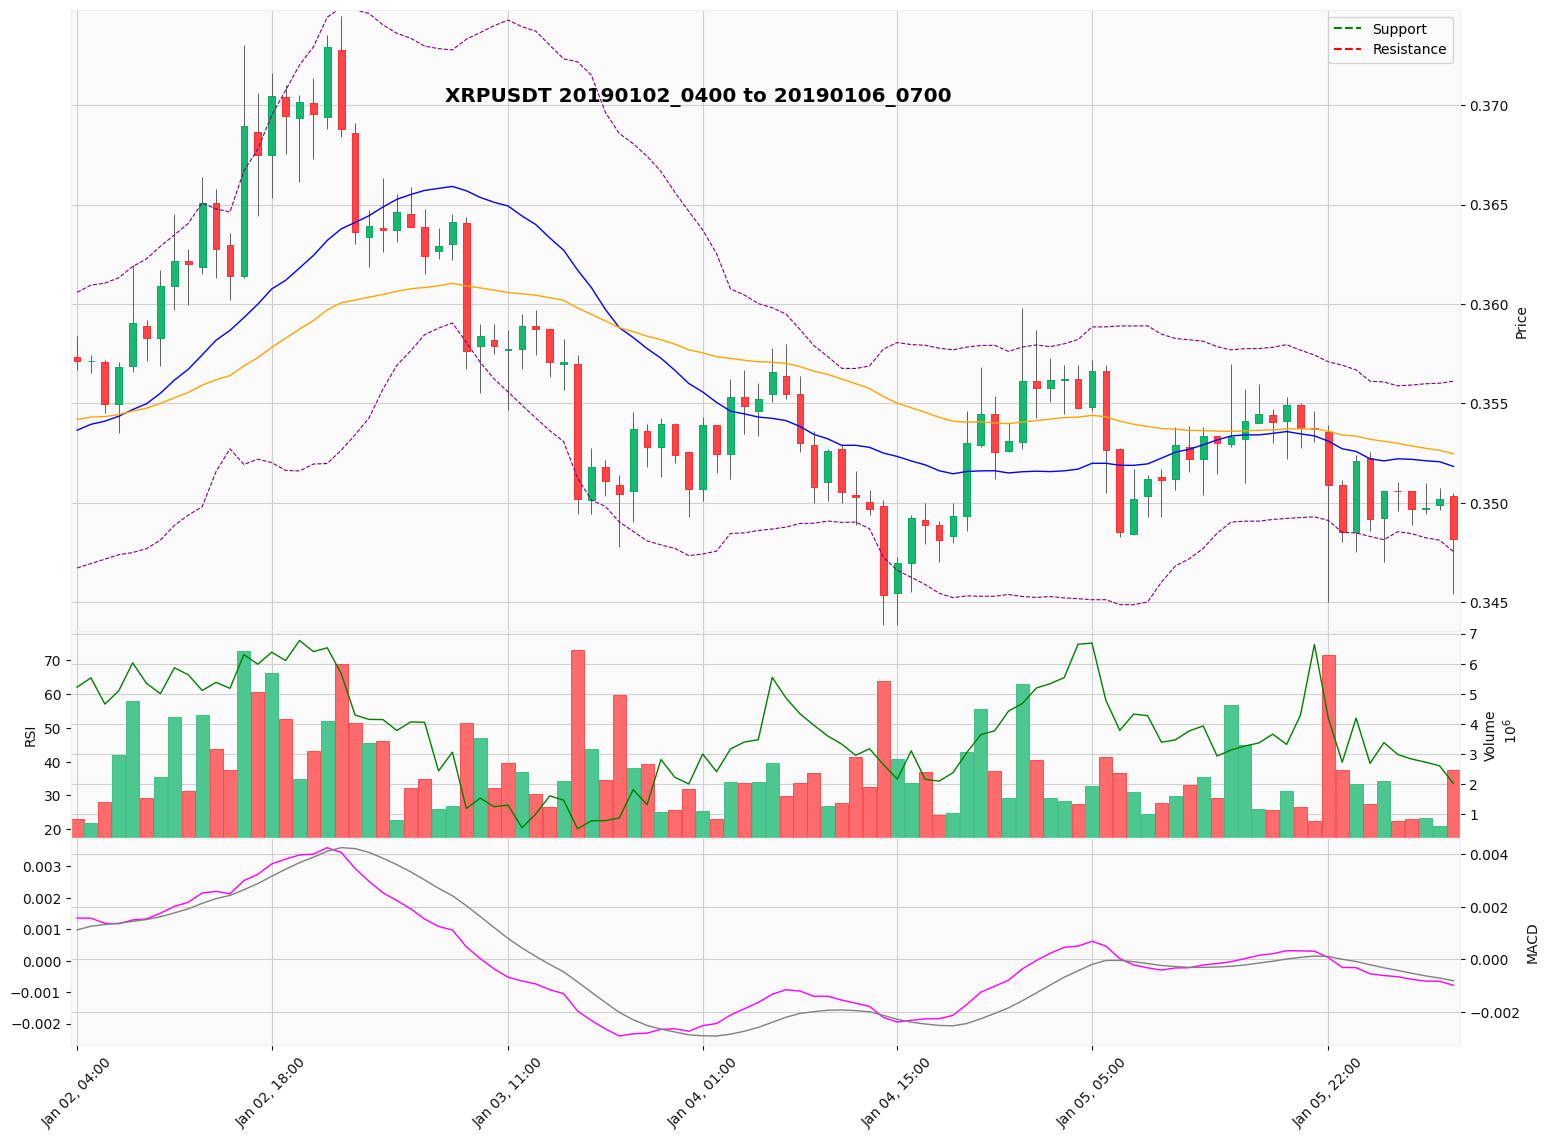 XRPUSDT 20190102_0400 to 20190106_0700
Support
Resistance
0.370
0.365
0.360
0.355
0.350
0.345
Price
70
60
50
40
30
20
RSI
7
6
5
4
3
2
1
Volume
10⁶
0.003
0.002
0.001
0.000
−0.001
−0.002
0.004
0.002
0.000
−0.002
MACD
Jan 02, 04:00
Jan 02, 18:00
Jan 03, 11:00
Jan 04, 01:00
Jan 04, 15:00
Jan 05, 05:00
Jan 05, 22:00